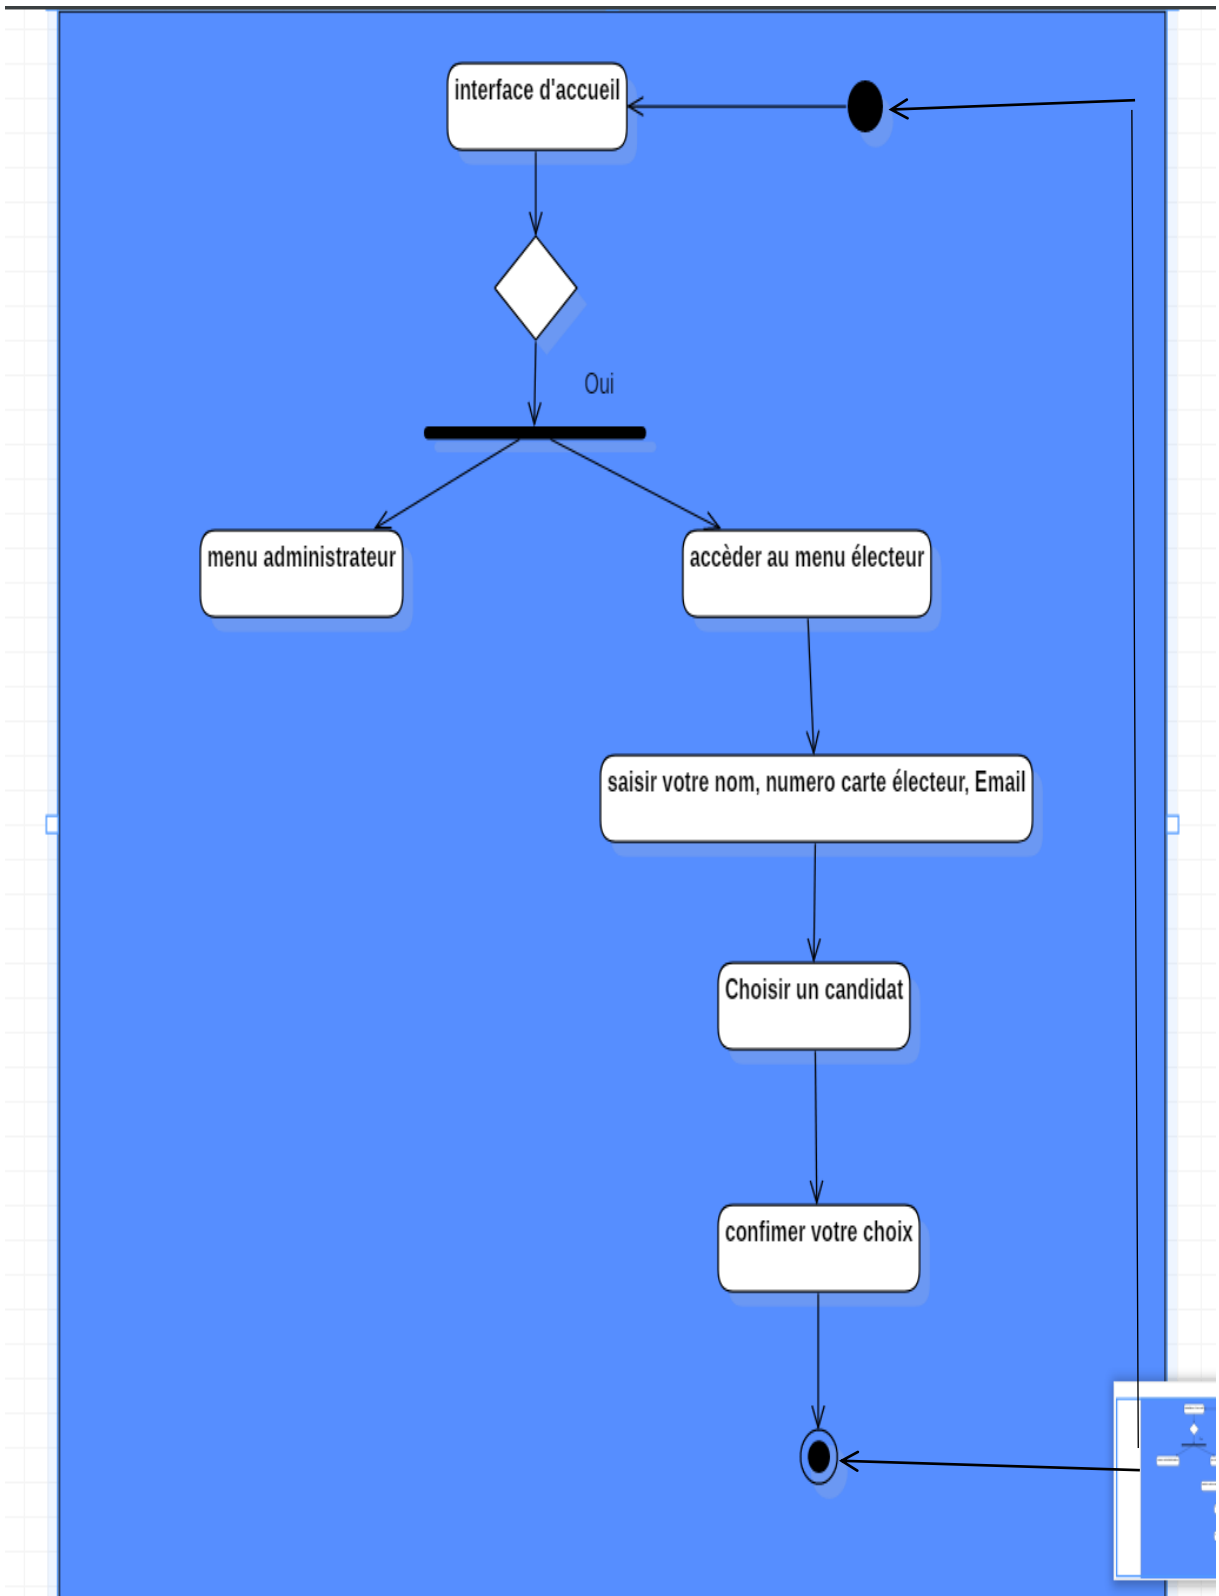 interface d'accueil
Oui
menu administrateur
accèder au menu électeur
saisir votre nom, numero carte électeur, Email
Choisir un candidat
confimer votre choix